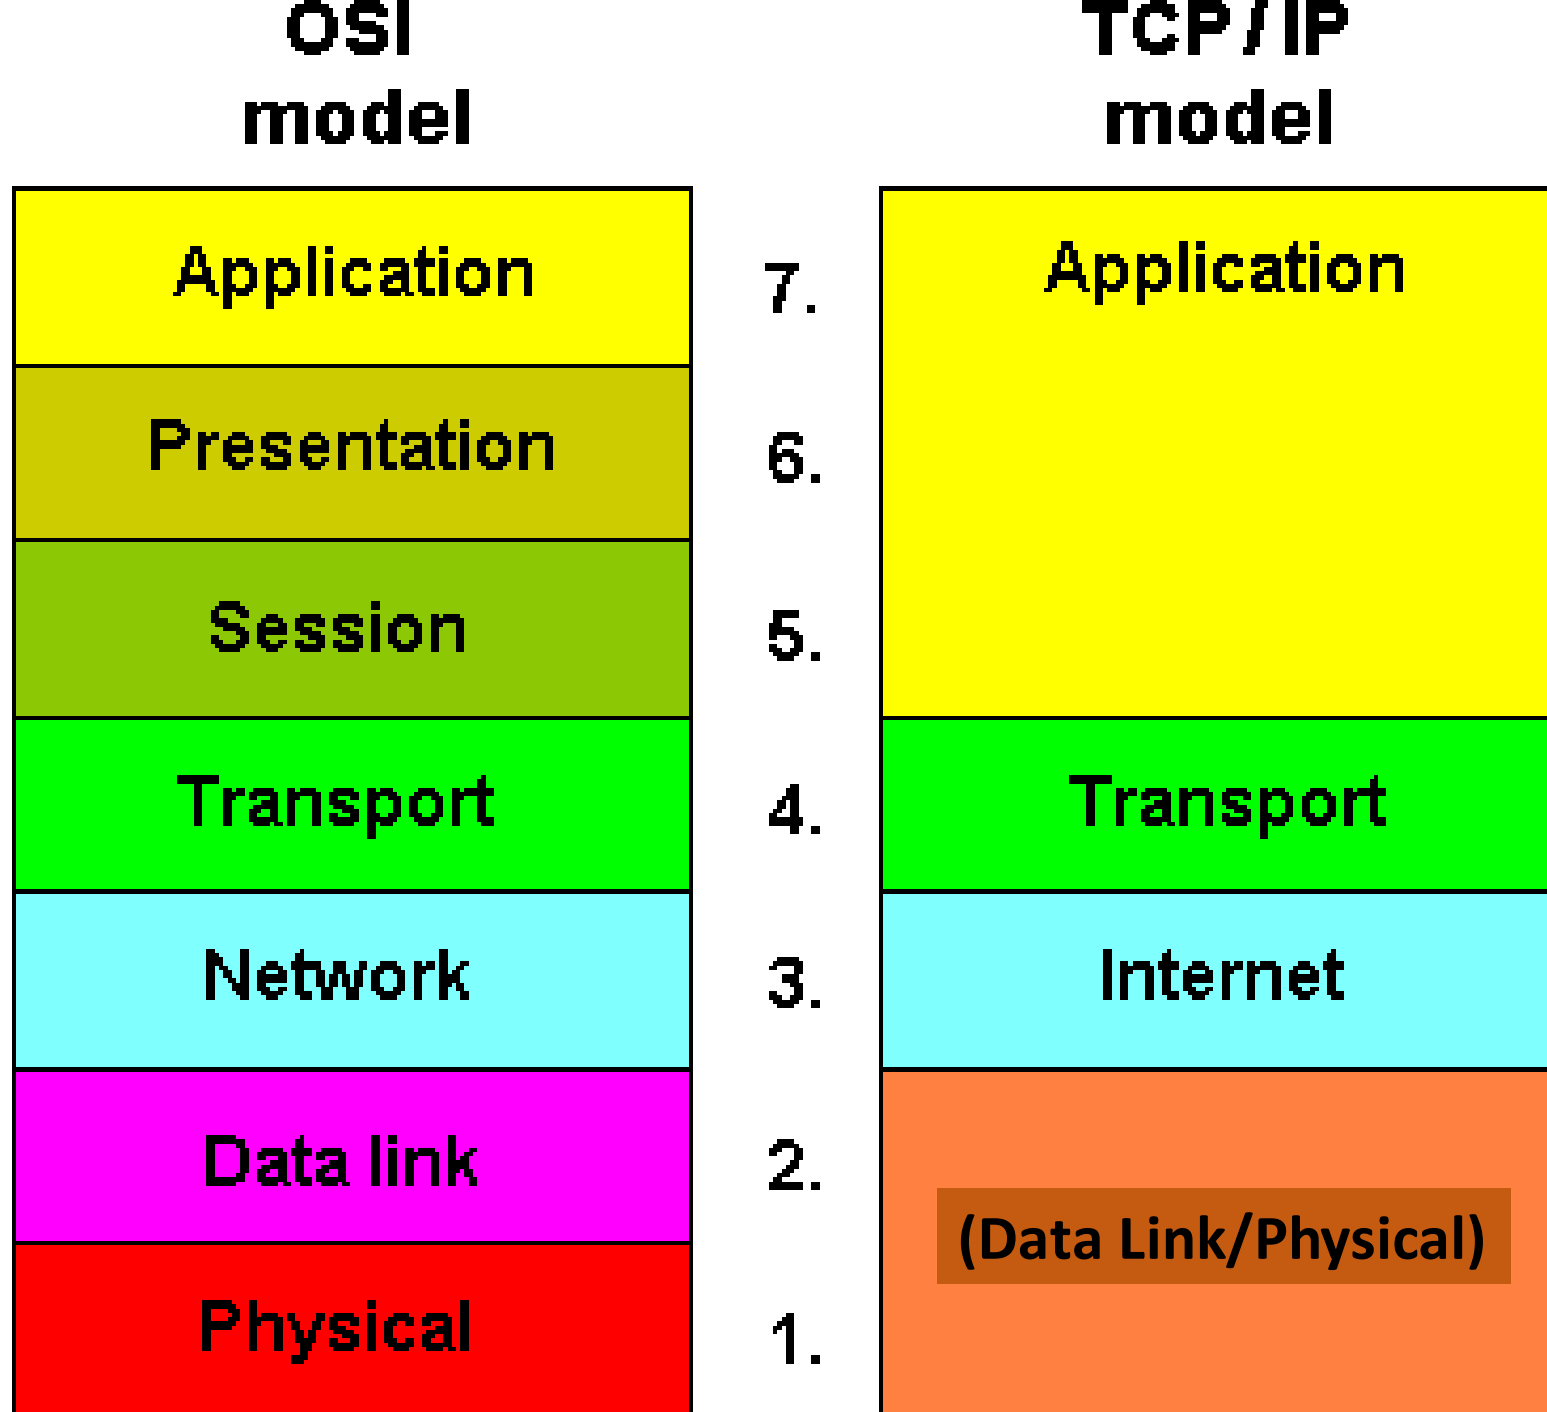 OSI
model
TCP/IP
model
Application
7.
Application
Presentation
6.
Session
5.
Transport
4.
Transport
Network
3.
Internet
Data link
2.
(Data Link/Physical)
Physical
1.